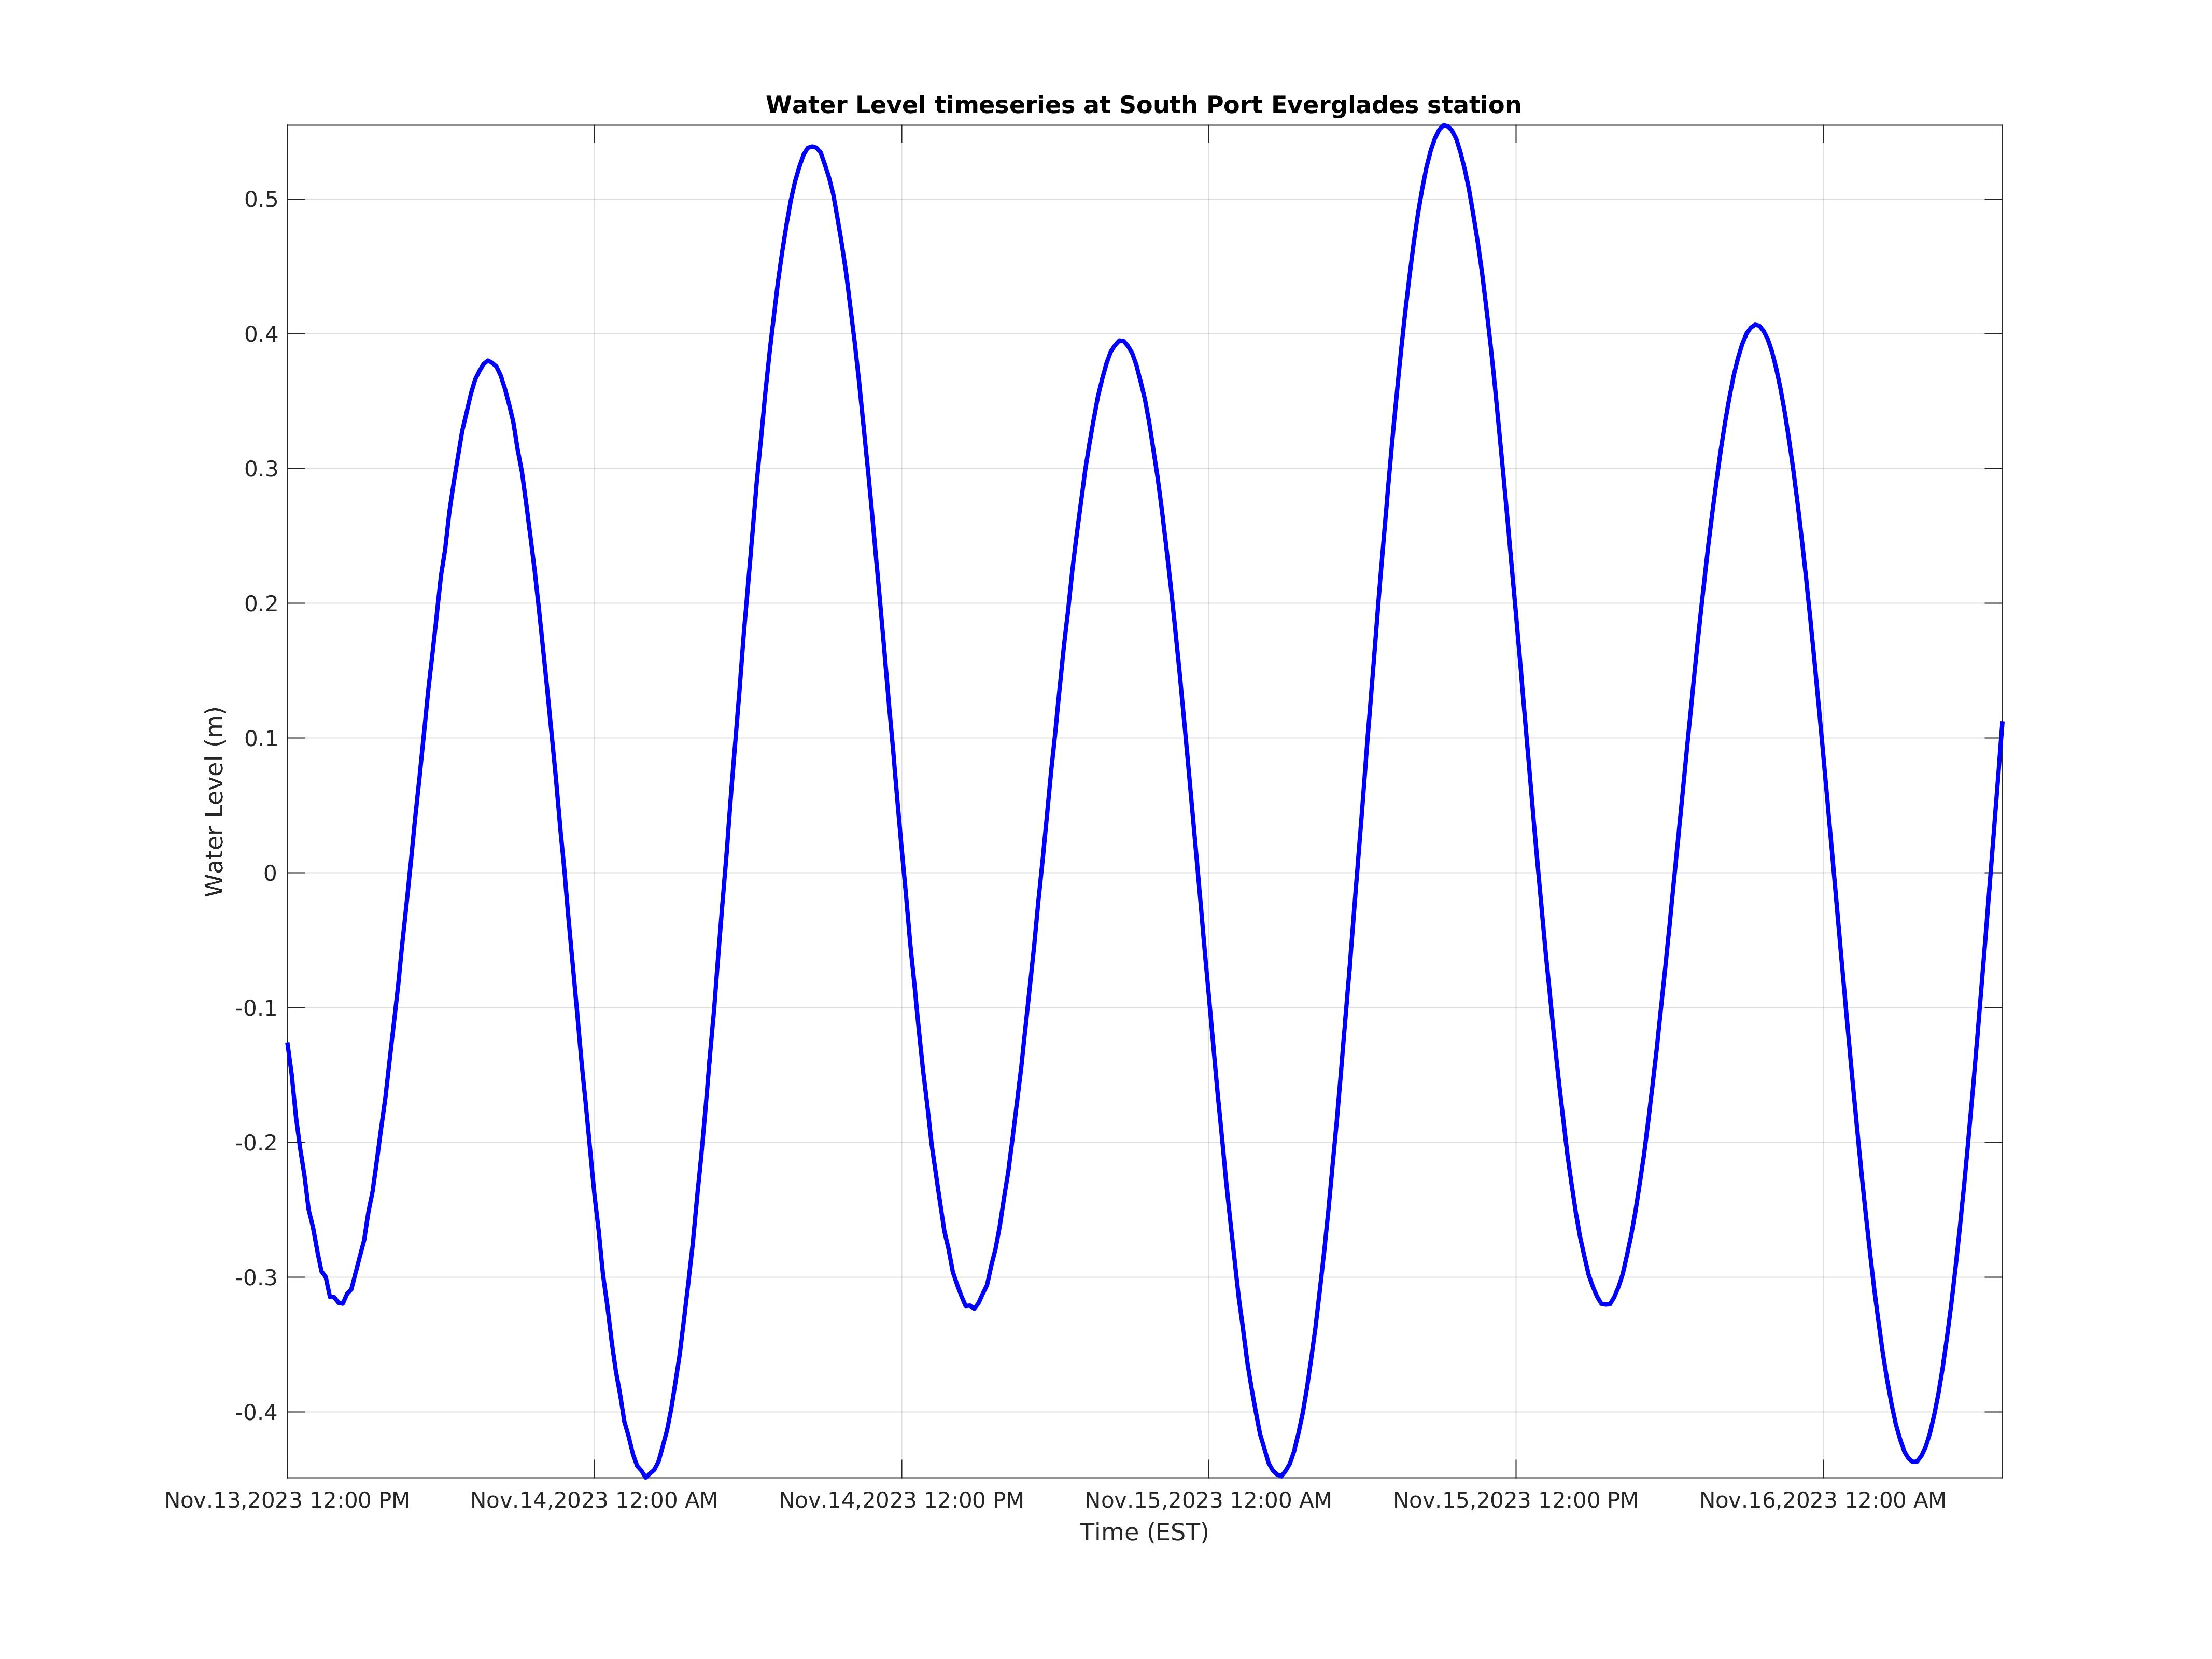 Water Level timeseries at South Port Everglades station
0.5
0.4
0.3
0.2
0.1
0
-0.1
-0.2
-0.3
-0.4
Water Level (m)
Nov.13,2023 12:00 PM
Nov.14,2023 12:00 AM
Nov.14,2023 12:00 PM
Nov.15,2023 12:00 AM
Nov.15,2023 12:00 PM
Nov.16,2023 12:00 AM
Time (EST)